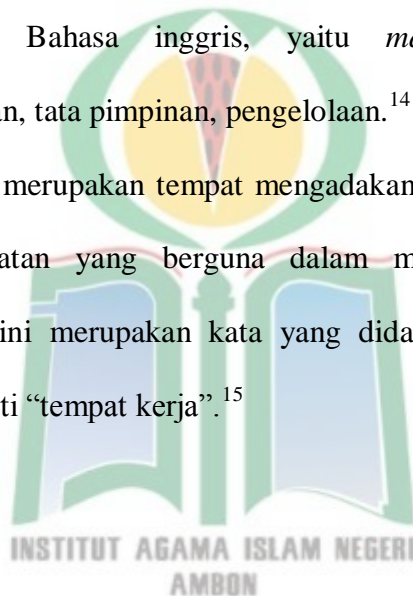 Bahasa inggris, yaitu
an, tata pimpinan, pengelolaan.14
merupakan tempat mengadakan
atan yang berguna dalam m
ini merupakan kata yang dida
ti “tempat kerja”.15
INSTITUT AGAMA ISLAM NEGERI
AMBON